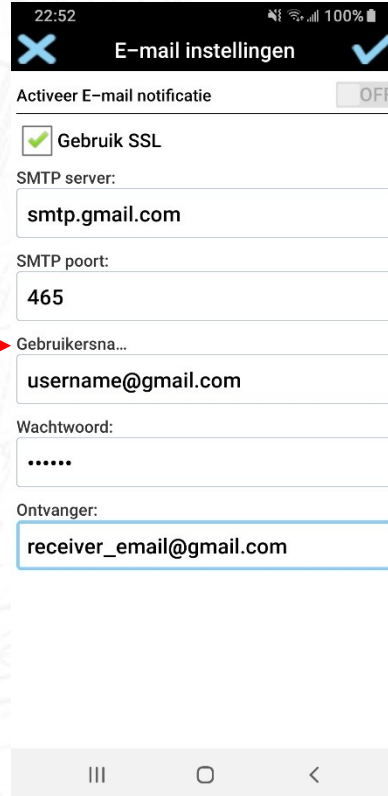 22:52 100%
E-mail instellingen
Activeer E-mail notificatie OFF
Gebruik SSL
SMTP server:
smtp.gmail.com
SMTP poort:
465
Gebruikersna...
username@gmail.com
Wachtwoord:
••••••
Ontvanger:
receiver_email@gmail.com